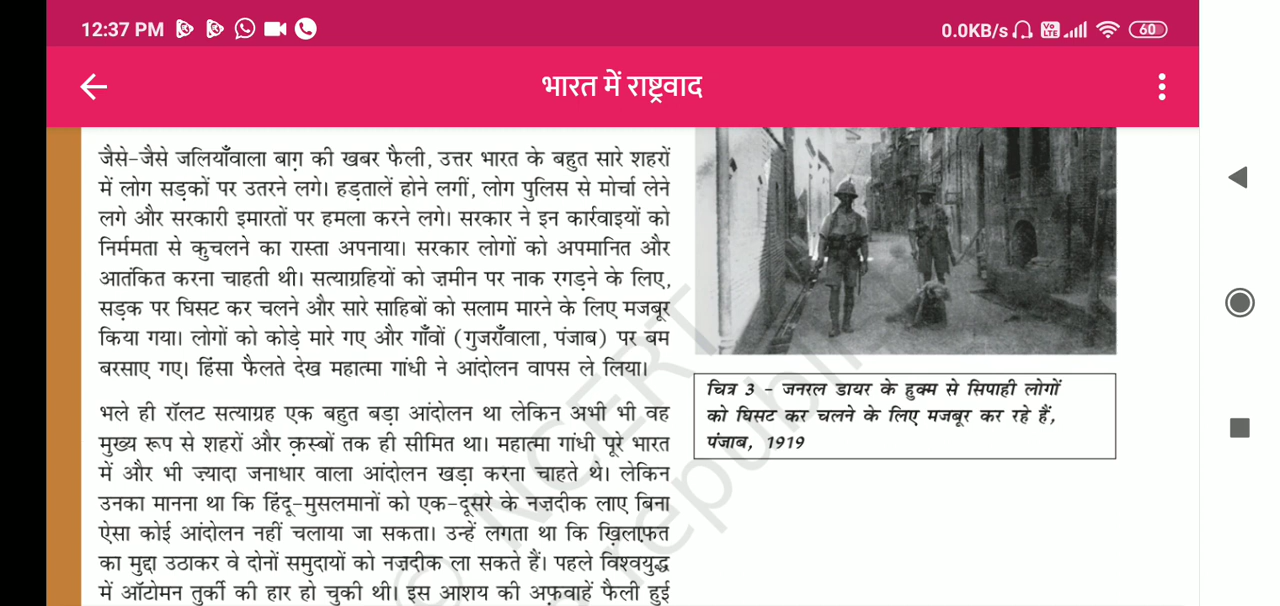 12:37 PM
0.0KB/s
Vo
LTE
60
भारत में राष्ट्रवाद
जैसे-जैसे जलियाँवाला बाग़ की खबर फैली, उत्तर भारत के बहुत सारे शहरों
में लोग सड़कों पर उतरने लगे। हड़तालें होने लगीं, लोग पुलिस से मोर्चा लेने
लगे और सरकारी इमारतों पर हमला करने लगे। सरकार ने इन कार्रवाइयों को
निर्ममता से कुचलने का रास्ता अपनाया। सरकार लोगों को अपमानित और
आतंकित करना चाहती थी। सत्याग्रहियों को ज़मीन पर नाक रगड़ने के लिए,
सड़क पर घिसट कर चलने और सारे साहिबों को सलाम मारने के लिए मजबूर
किया गया। लोगों को कोड़े मारे गए और गाँवों (गुजराँवाला, पंजाब) पर बम
बरसाए गए। हिंसा फैलते देख महात्मा गांधी ने आंदोलन वापस ले लिया।
भले ही रॉलट सत्याग्रह एक बहुत बड़ा आंदोलन था लेकिन अभी भी वह
मुख्य रूप से शहरों और क़स्बों तक ही सीमित था। महात्मा गांधी पूरे भारत
में और भी ज़्यादा जनाधार वाला आंदोलन खड़ा करना चाहते थे। लेकिन
उनका मानना था कि हिंदू-मुसलमानों को एक-दूसरे के नज़दीक लाए बिना
ऐसा कोई आंदोलन नहीं चलाया जा सकता। उन्हें लगता था कि ख़िलाफ़त
का मुद्दा उठाकर वे दोनों समुदायों को नज़दीक ला सकते हैं। पहले विश्वयुद्ध
में ऑटोमन तुर्की की हार हो चुकी थी। इस आशय की अफ़वाहें फैली हुई
चित्र 3 – जनरल डायर के हुक्म से सिपाही लोगों
को घिसट कर चलने के लिए मजबूर कर रहे हैं,
पंजाब, 1919
© NCERT
republi